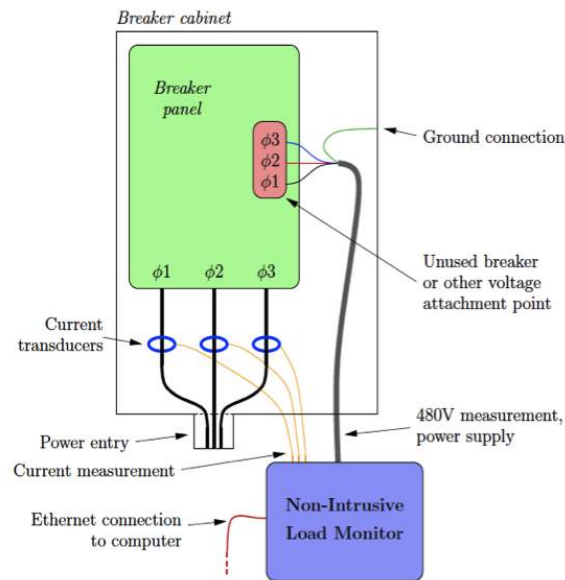 Breaker cabinet
Breaker
panel
ϕ3
ϕ2
ϕ1
Ground connection
Unused breaker
or other voltage
attachment point
ϕ1 ϕ2 ϕ3
Current
transducers
Power entry
480V measurement,
power supply
Current measurement
Non-Intrusive
Load Monitor
Ethernet connection
to computer